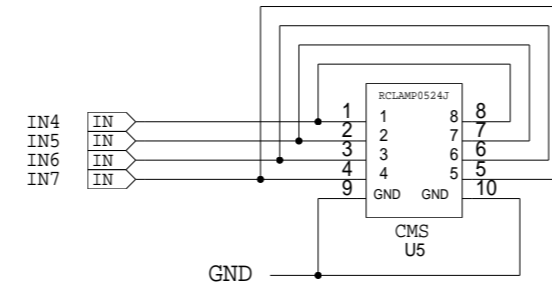 RCLAMP0524J
IN4 IN 1 1 8 8
IN5 IN 2 2 7 7
IN6 IN 3 3 6 6
IN7 IN 4 4 5 5
9 GND GND 10
CMS
U5
GND